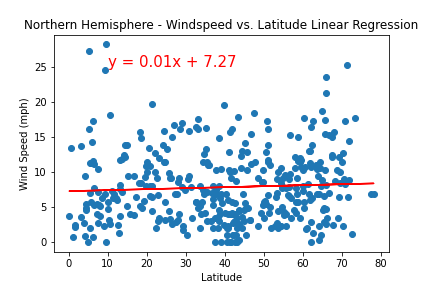 Northern Hemisphere - Windspeed vs. Latitude Linear Regression
y = 0.01x + 7.27
Wind Speed (mph)
25
20
15
10
5
0
0 10 20 30 40 50 60 70 80
Latitude